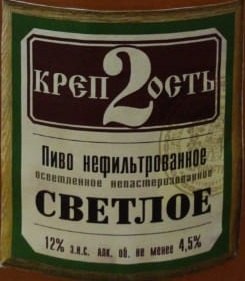 КРЕП2ОСТЬ
Пиво нефильтрованное
осветленное непастеризованное
СВЕТЛОЕ
12% э.н.с. алк. об. не менее 4,5%